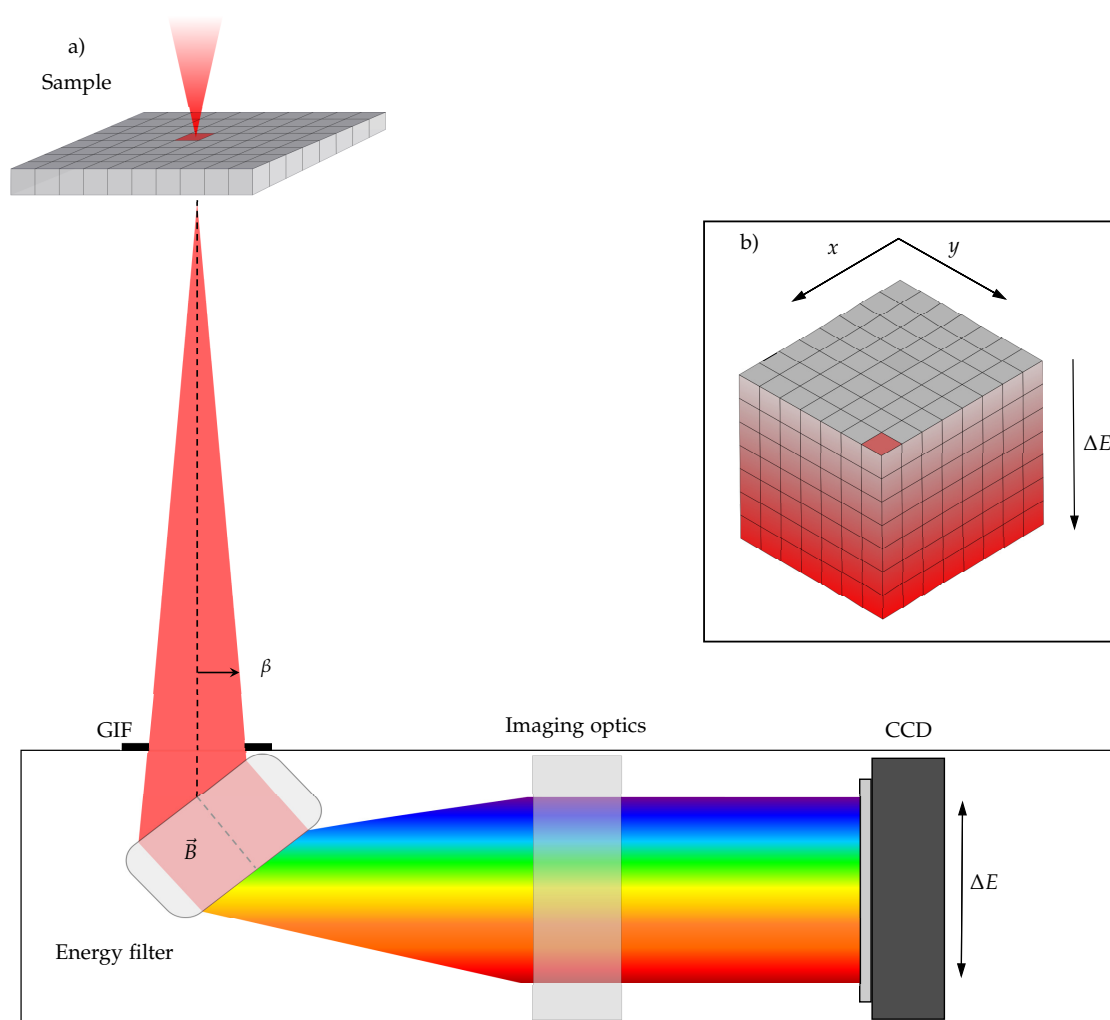 a)
Sample
b)
x
y
ΔE
β
GIF
Imaging optics
CCD
B⃗
ΔE
Energy filter